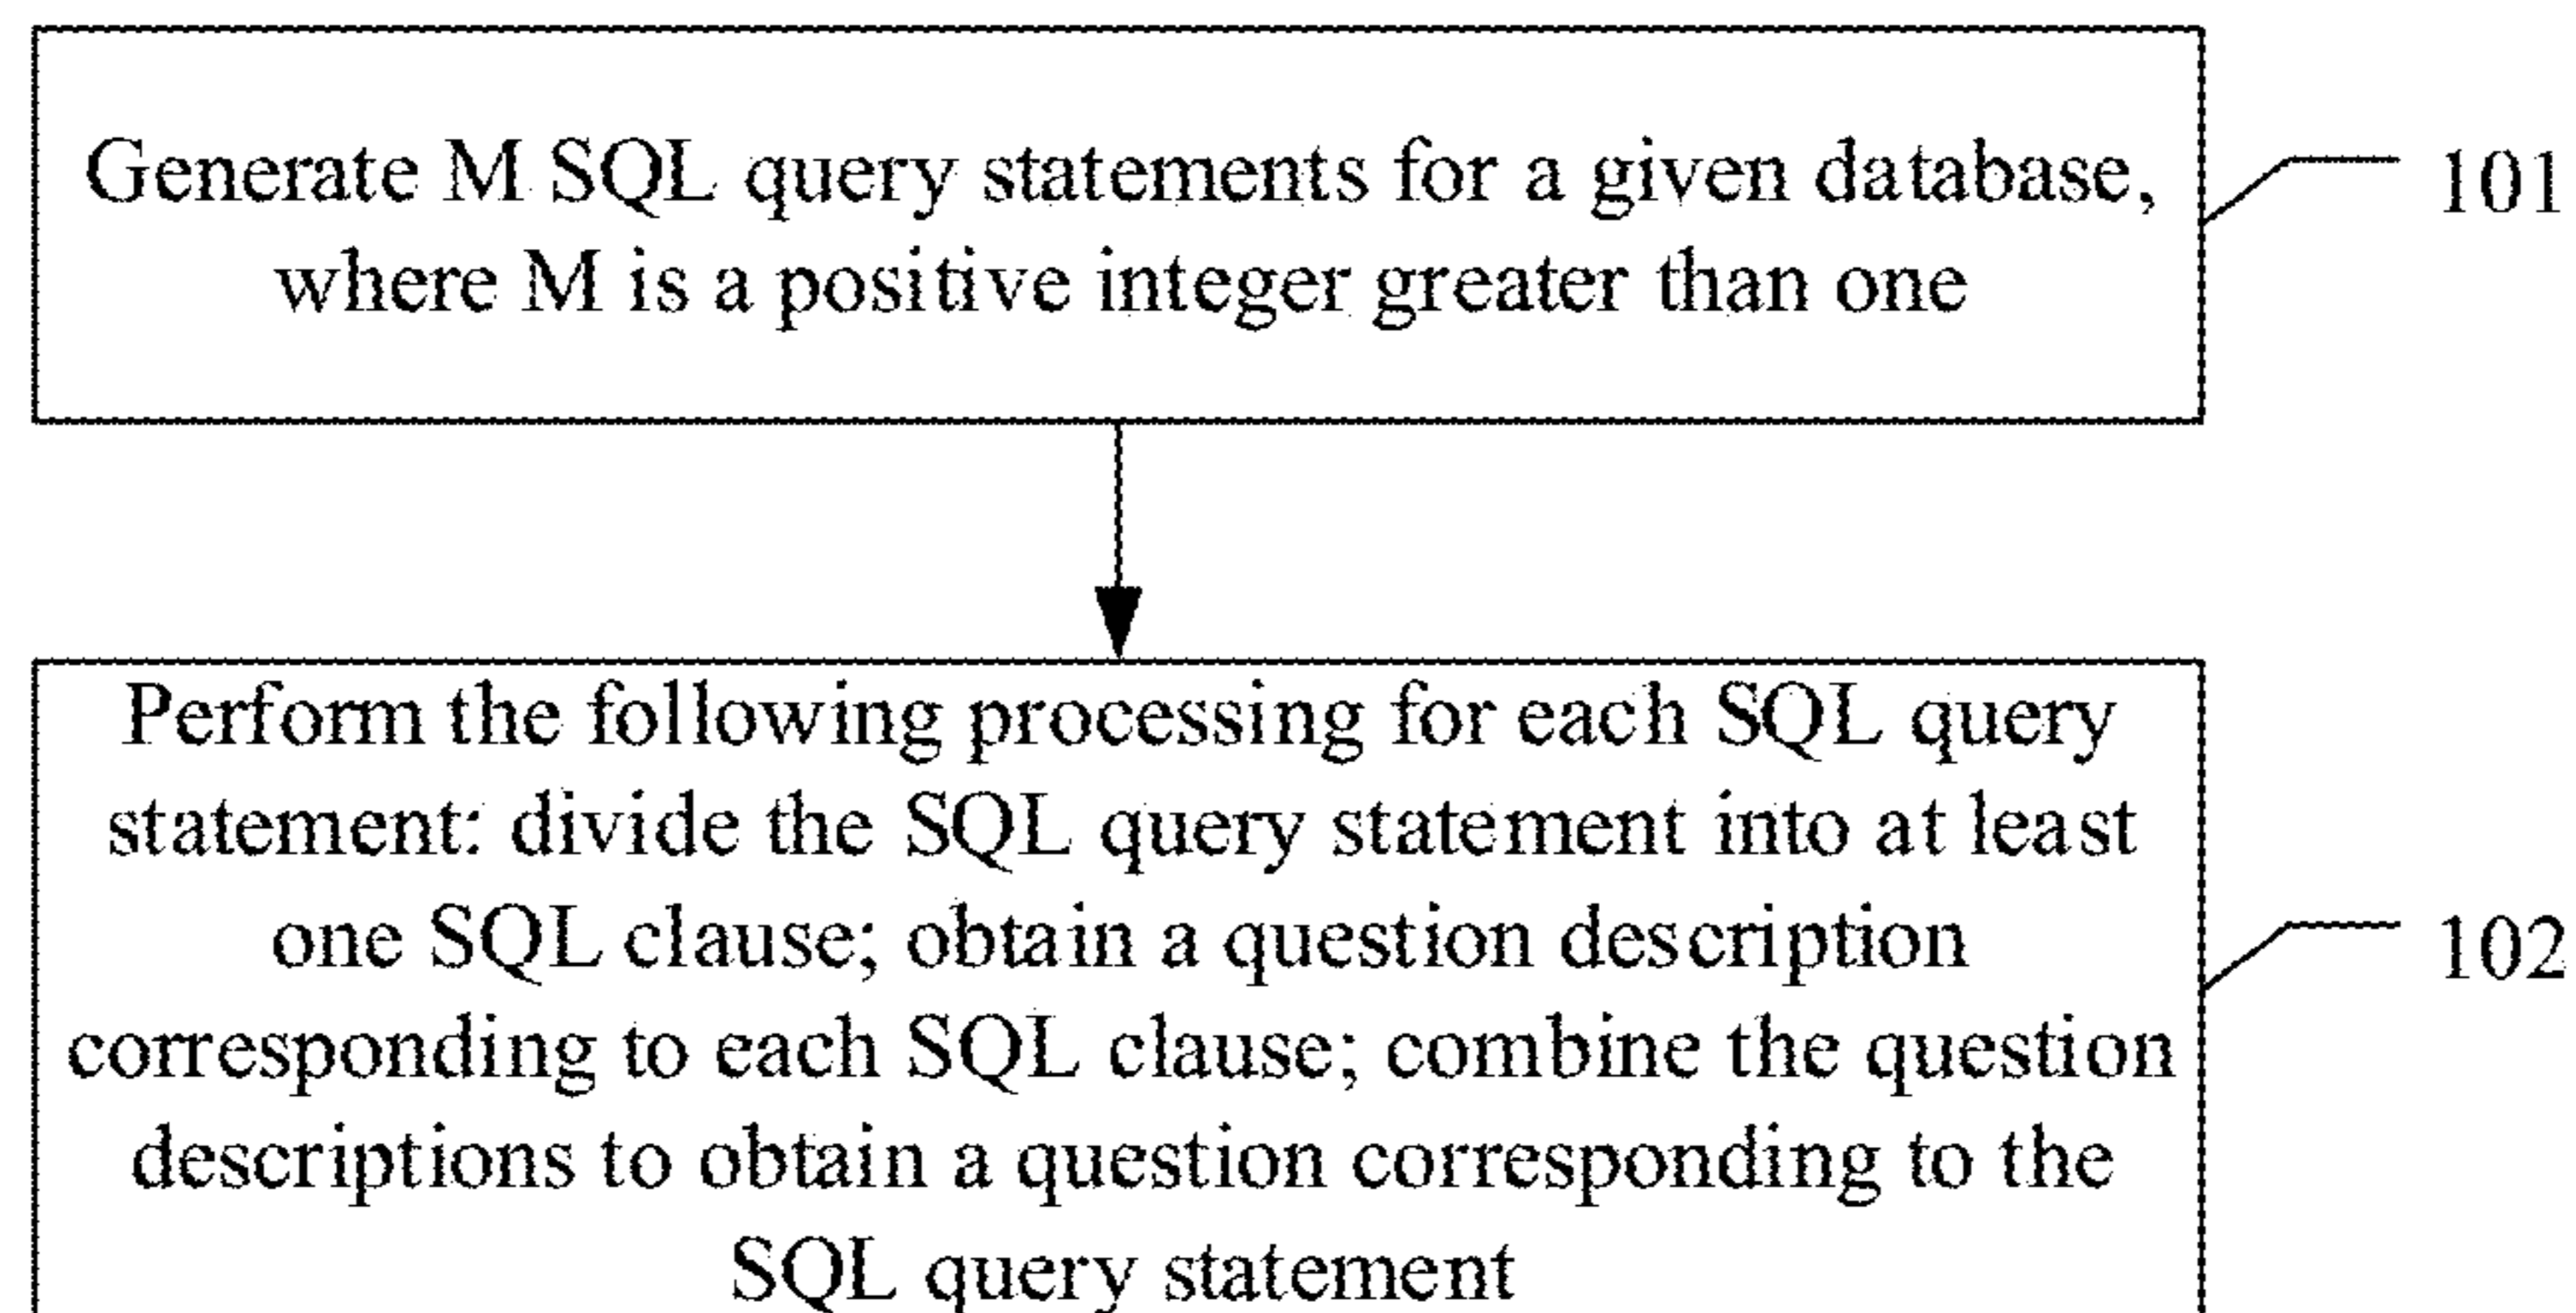 Generate M SQL query statements for a given database,
where M is a positive integer greater than one
101
Perform the following processing for each SQL query
statement: divide the SQL query statement into at least
one SQL clause; obtain a question description
corresponding to each SQL clause; combine the question
descriptions to obtain a question corresponding to the
SQL query statement
102